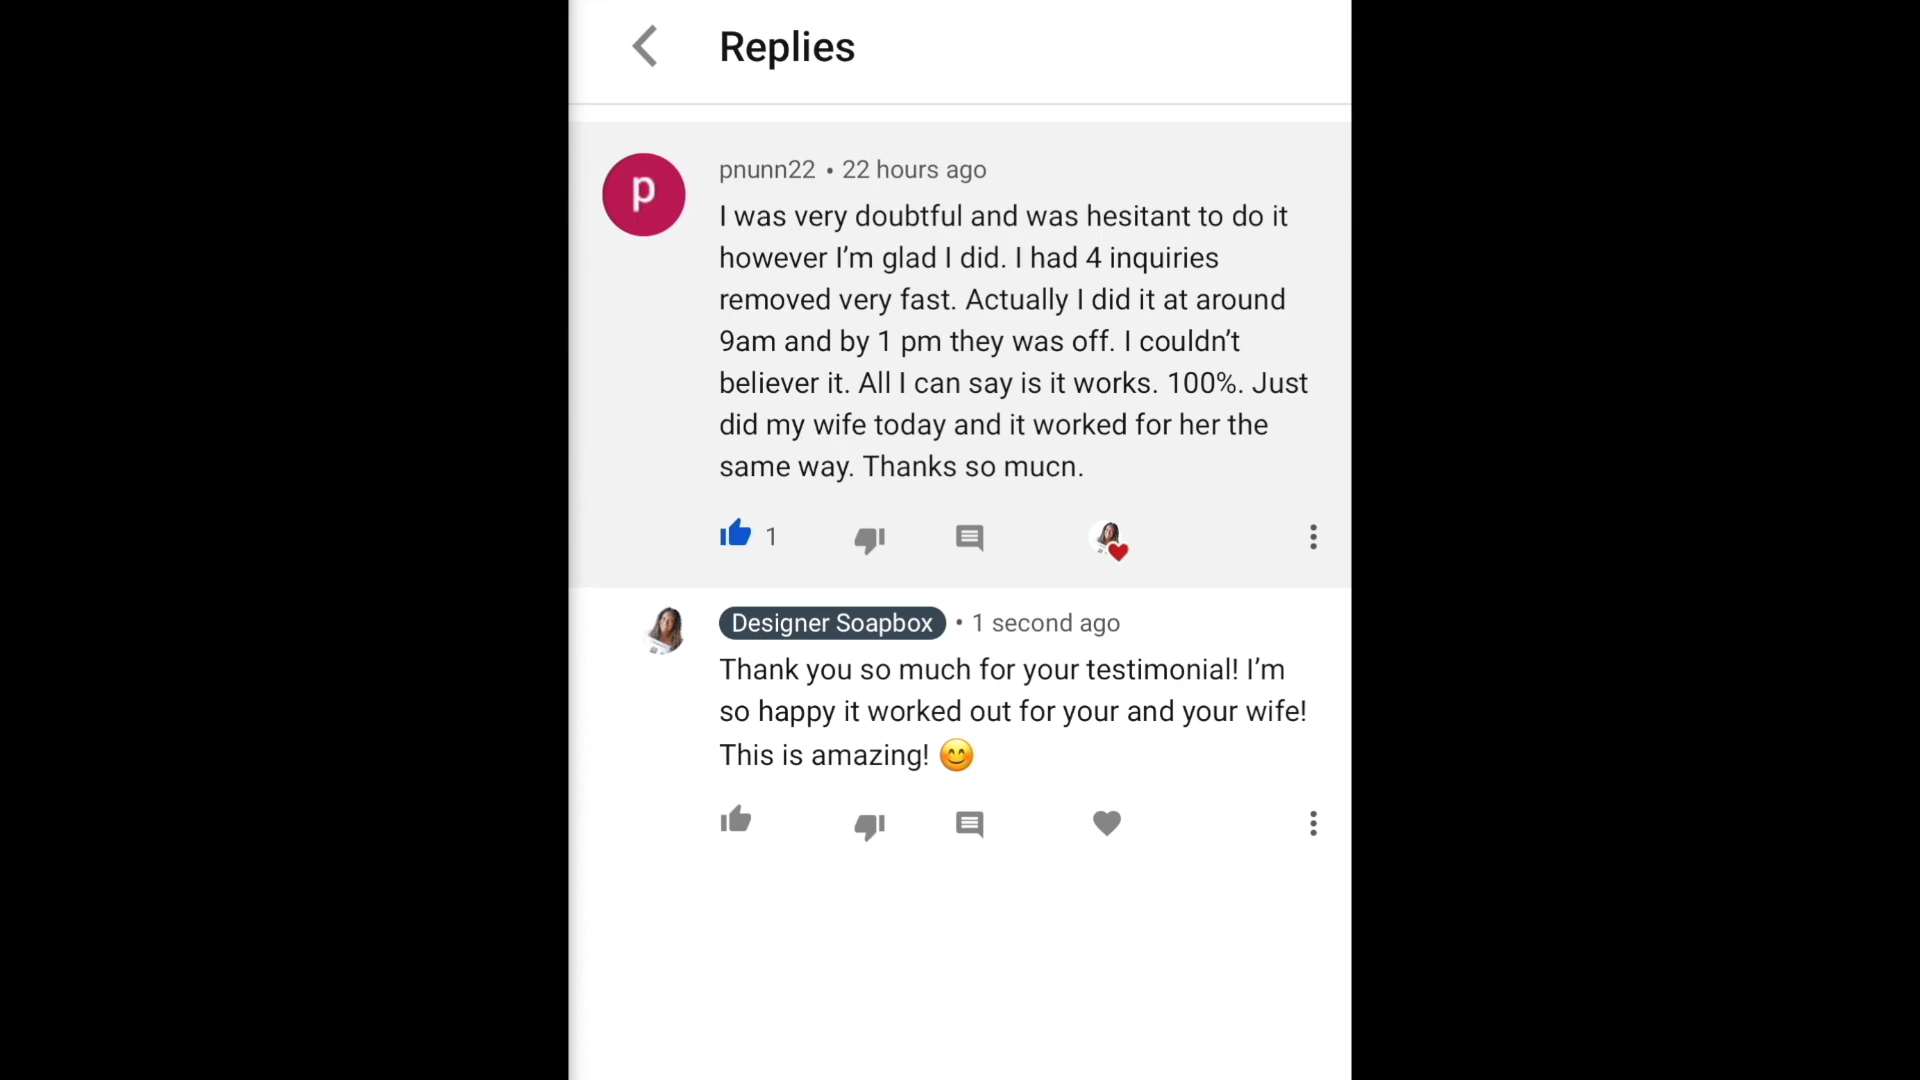 Replies
p
pnunn22 • 22 hours ago
I was very doubtful and was hesitant to do it
however I’m glad I did. I had 4 inquiries
removed very fast. Actually I did it at around
9am and by 1 pm they was off. I couldn’t
believer it. All I can say is it works. 100%. Just
did my wife today and it worked for her the
same way. Thanks so mucn.
1
Designer Soapbox • 1 second ago
Thank you so much for your testimonial! I’m
so happy it worked out for your and your wife!
This is amazing! 😊